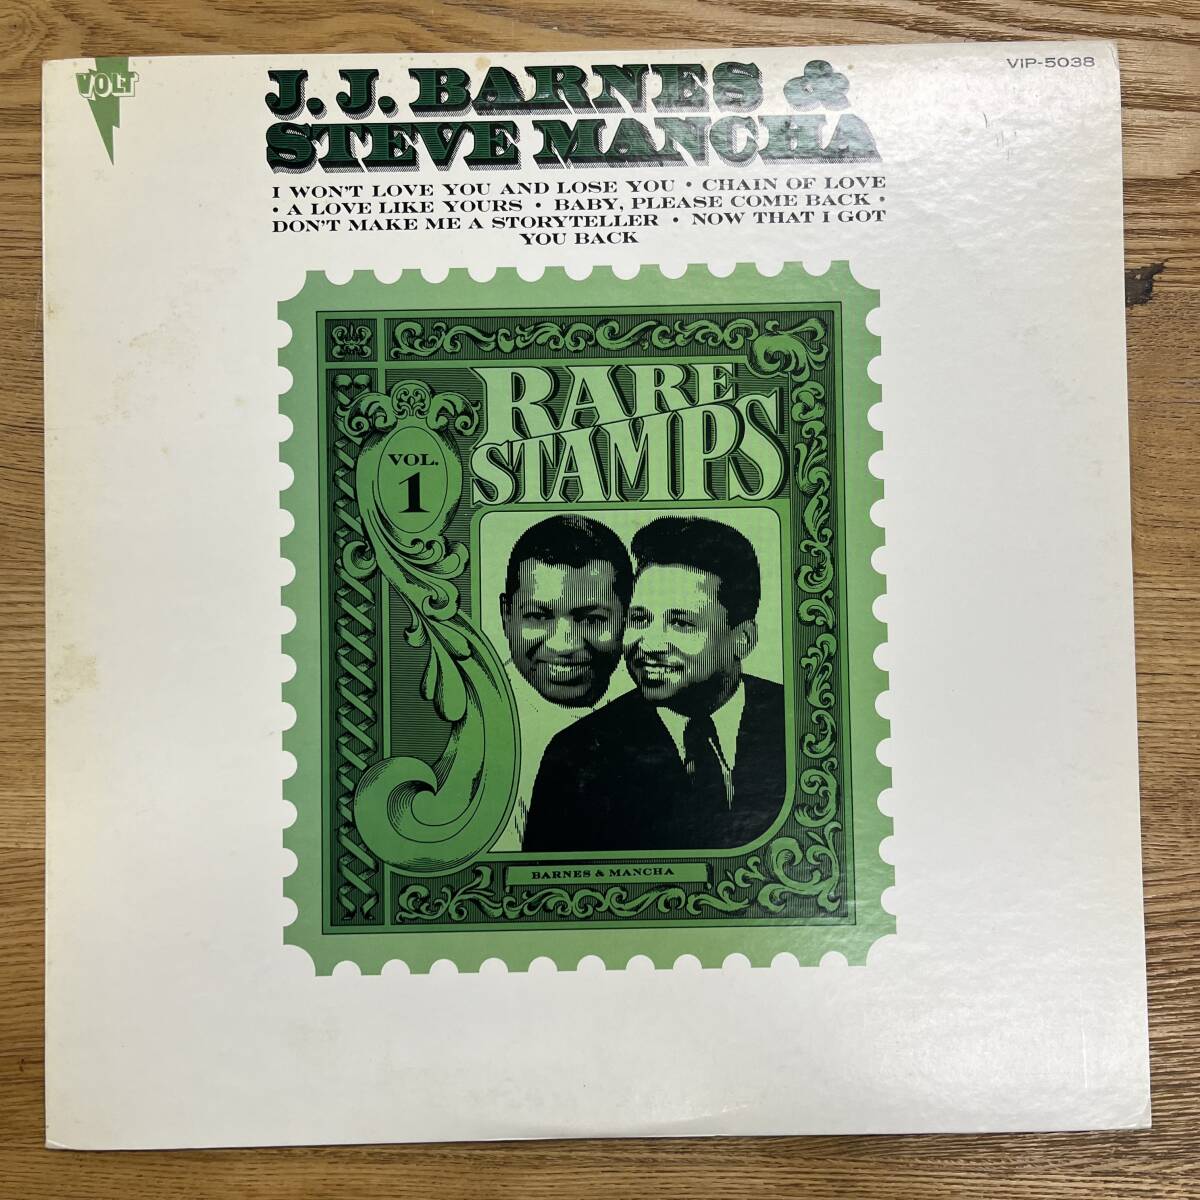 VOLT
J. J. BARNES &
STEVE MANCHA
VIP-5038
I WON'T LOVE YOU AND LOSE YOU • CHAIN OF LOVE
• A LOVE LIKE YOURS • BABY, PLEASE COME BACK •
DON'T MAKE ME A STORYTELLER • NOW THAT I GOT
YOU BACK
RARE
STAMPS
VOL.
1
BARNES & MANCHA